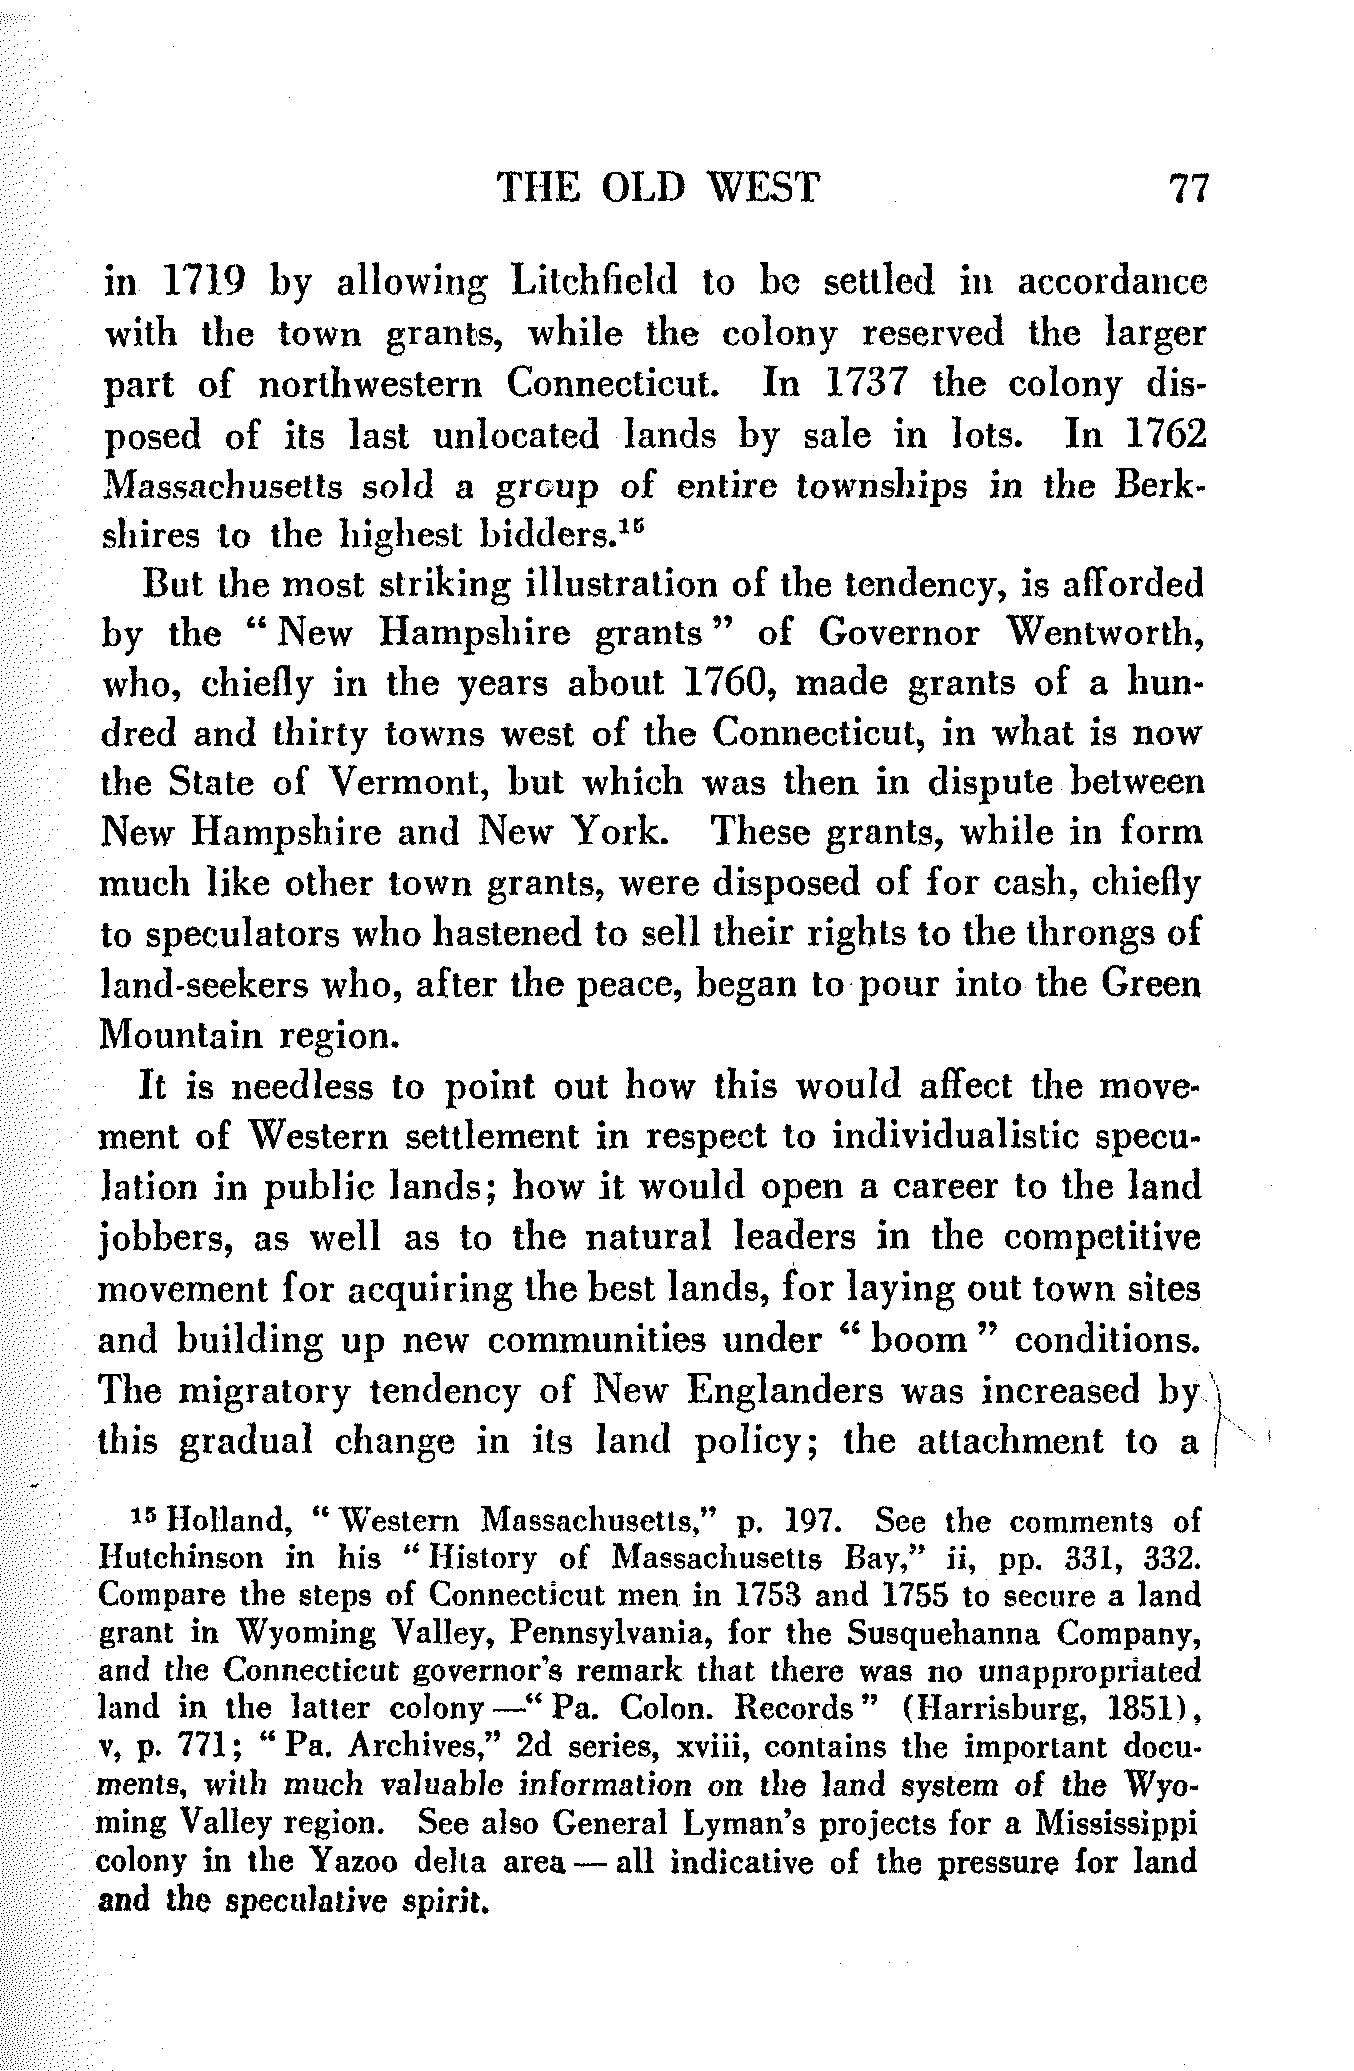 THE OLD WEST 77
in 1719 by allowing Litchfield to be settled in accordance
with the town grants, while the colony reserved the larger
part of northwestern Connecticut. In 1737 the colony dis-
posed of its last unlocated lands by sale in lots. In 1762
Massachusetts sold a group of entire townships in the Berk-
shires to the highest bidders.¹⁵
But the most striking illustration of the tendency, is afforded
by the “ New Hampshire grants ” of Governor Wentworth,
who, chiefly in the years about 1760, made grants of a hun-
dred and thirty towns west of the Connecticut, in what is now
the State of Vermont, but which was then in dispute between
New Hampshire and New York. These grants, while in form
much like other town grants, were disposed of for cash, chiefly
to speculators who hastened to sell their rights to the throngs of
land-seekers who, after the peace, began to pour into the Green
Mountain region.
It is needless to point out how this would affect the move-
ment of Western settlement in respect to individualistic specu-
lation in public lands; how it would open a career to the land
jobbers, as well as to the natural leaders in the competitive
movement for acquiring the best lands, for laying out town sites
and building up new communities under “ boom ” conditions.
The migratory tendency of New Englanders was increased by
this gradual change in its land policy; the attachment to a
¹⁵ Holland, “ Western Massachusetts,” p. 197. See the comments of
Hutchinson in his “ History of Massachusetts Bay,” ii, pp. 331, 332.
Compare the steps of Connecticut men in 1753 and 1755 to secure a land
grant in Wyoming Valley, Pennsylvania, for the Susquehanna Company,
and the Connecticut governor’s remark that there was no unappropriated
land in the latter colony —“ Pa. Colon. Records ” (Harrisburg, 1851),
v, p. 771; “ Pa. Archives,” 2d series, xviii, contains the important docu-
ments, with much valuable information on the land system of the Wyo-
ming Valley region. See also General Lyman’s projects for a Mississippi
colony in the Yazoo delta area — all indicative of the pressure for land
and the speculative spirit.